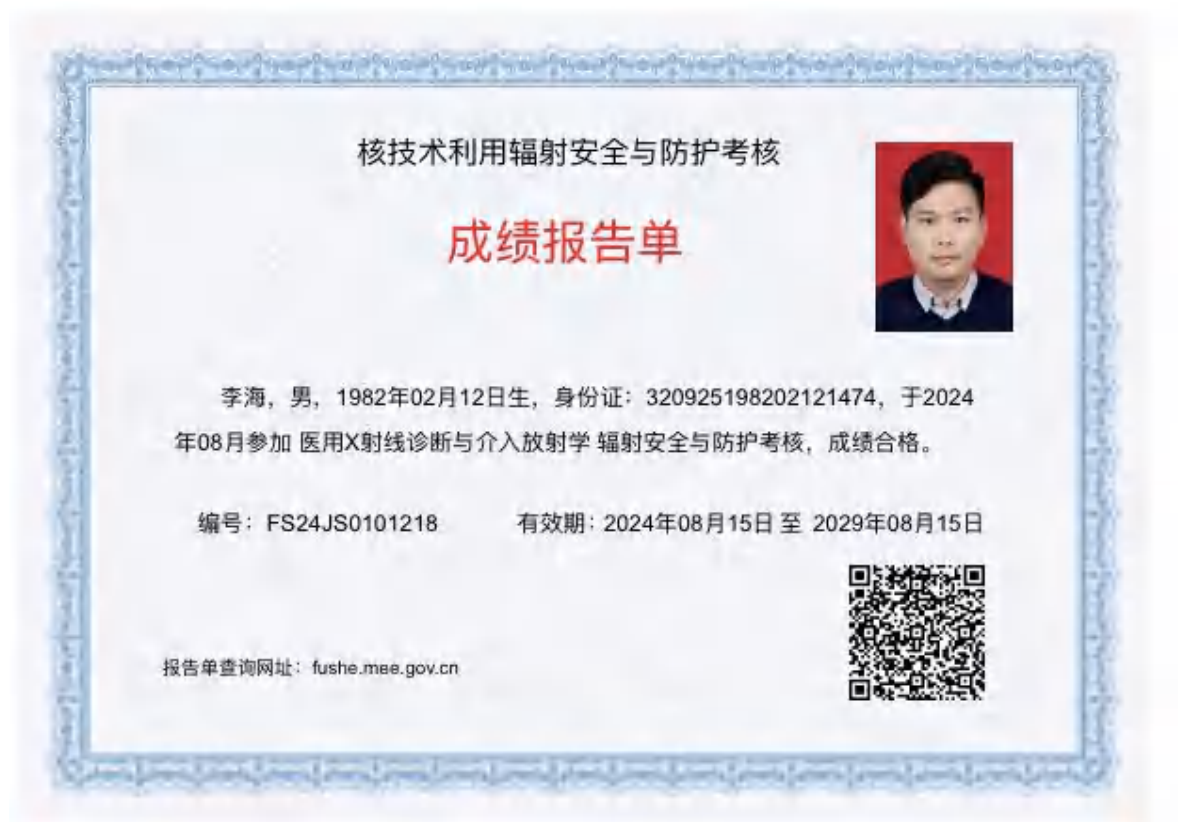 核技术利用辐射安全与防护考核
成绩报告单
李海，男，1982年02月12日生，身份证：320925198202121474，于2024
年08月参加 医用X射线诊断与介入放射学 辐射安全与防护考核，成绩合格。
编号：FS24JS0101218 有效期：2024年08月15日 至 2029年08月15日
报告单查询网址：fushe.mee.gov.cn